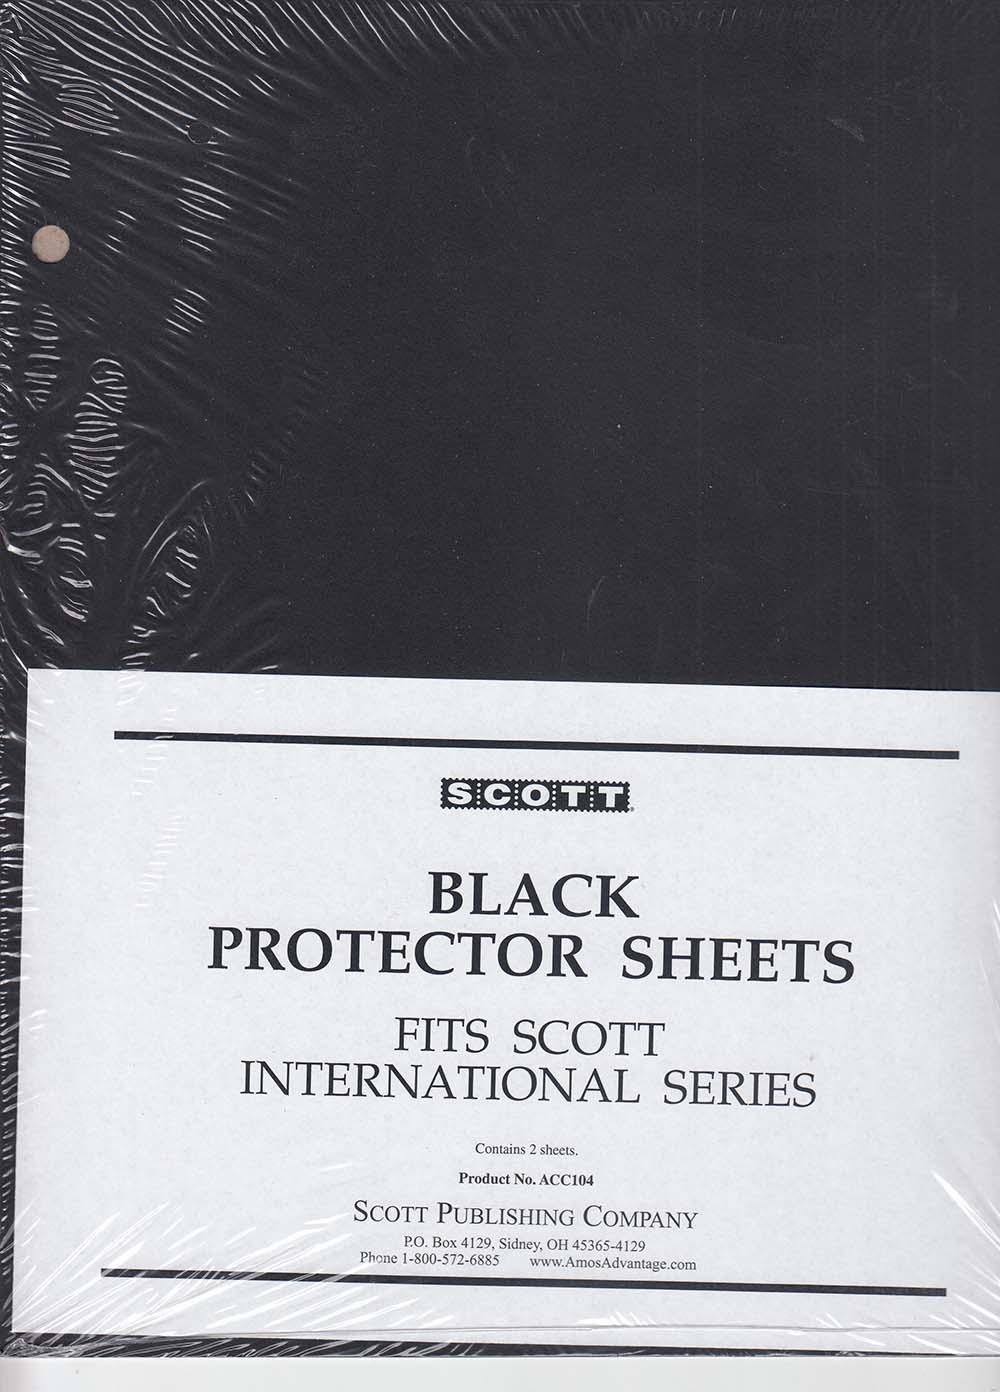 SCOTT®
BLACK
PROTECTOR SHEETS
FITS SCOTT
INTERNATIONAL SERIES
Contains 2 sheets.
Product No. ACC104
SCOTT PUBLISHING COMPANY
P.O. Box 4129, Sidney, OH 45365-4129
Phone 1-800-572-6885 www.AmosAdvantage.com